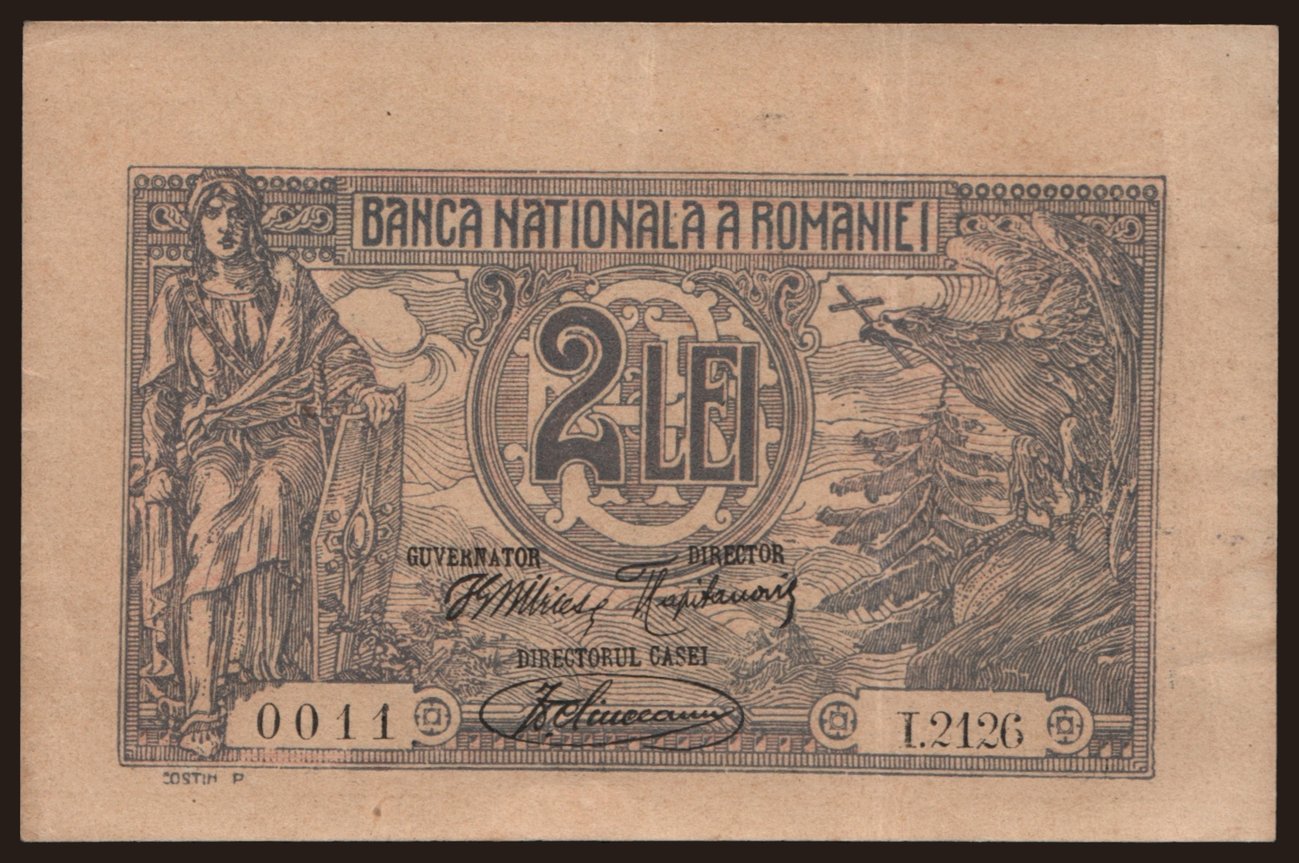 BANCA NATIONALA A ROMANIEI
2 LEI
GUVERNATOR DIRECTOR
DIRECTORUL CASEI
0011 I.2126
COSTIN P